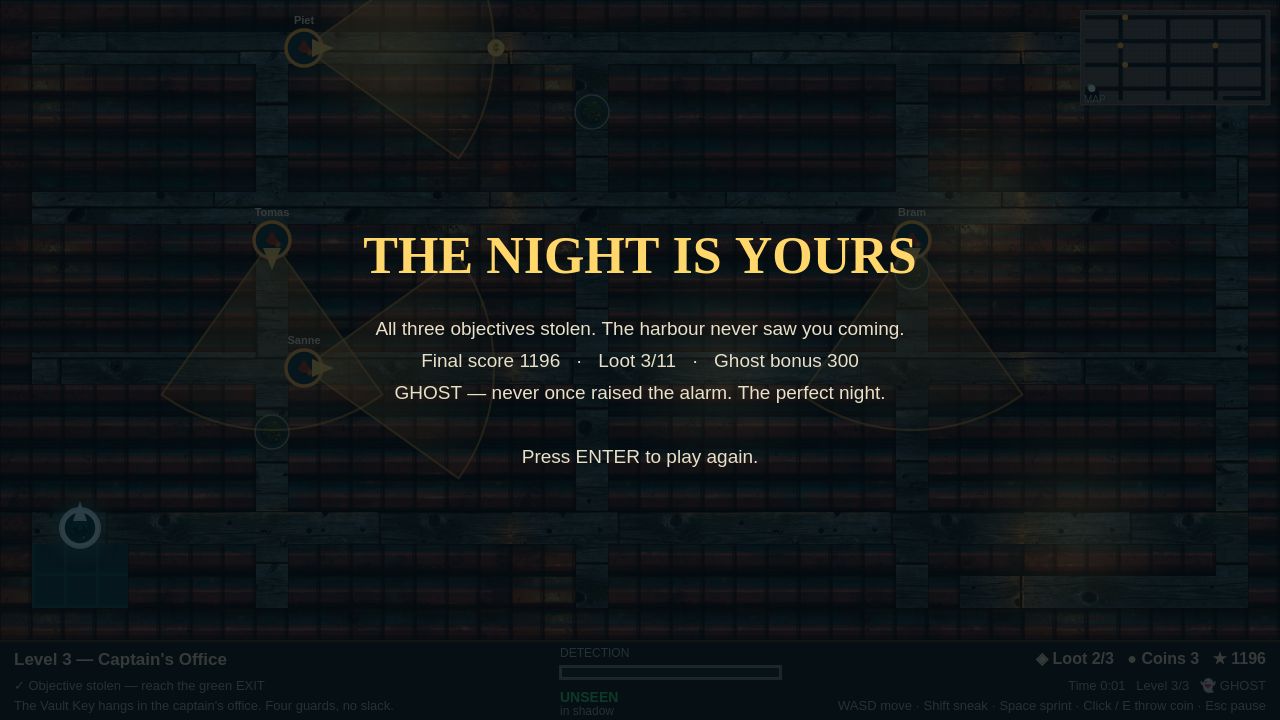 Piet
MAP
Tomas
Bram
THE NIGHT IS YOURS
All three objectives stolen. The harbour never saw you coming.
Sanne
Final score 1196 · Loot 3/11 · Ghost bonus 300
GHOST — never once raised the alarm. The perfect night.
Press ENTER to play again.
Level 3 — Captain's Office
✓ Objective stolen — reach the green EXIT
The Vault Key hangs in the captain's office. Four guards, no slack.
DETECTION
UNSEEN
in shadow
◈ Loot 2/3 ● Coins 3 ★ 1196
Time 0:01 Level 3/3 👻 GHOST
WASD move · Shift sneak · Space sprint · Click / E throw coin · Esc pause